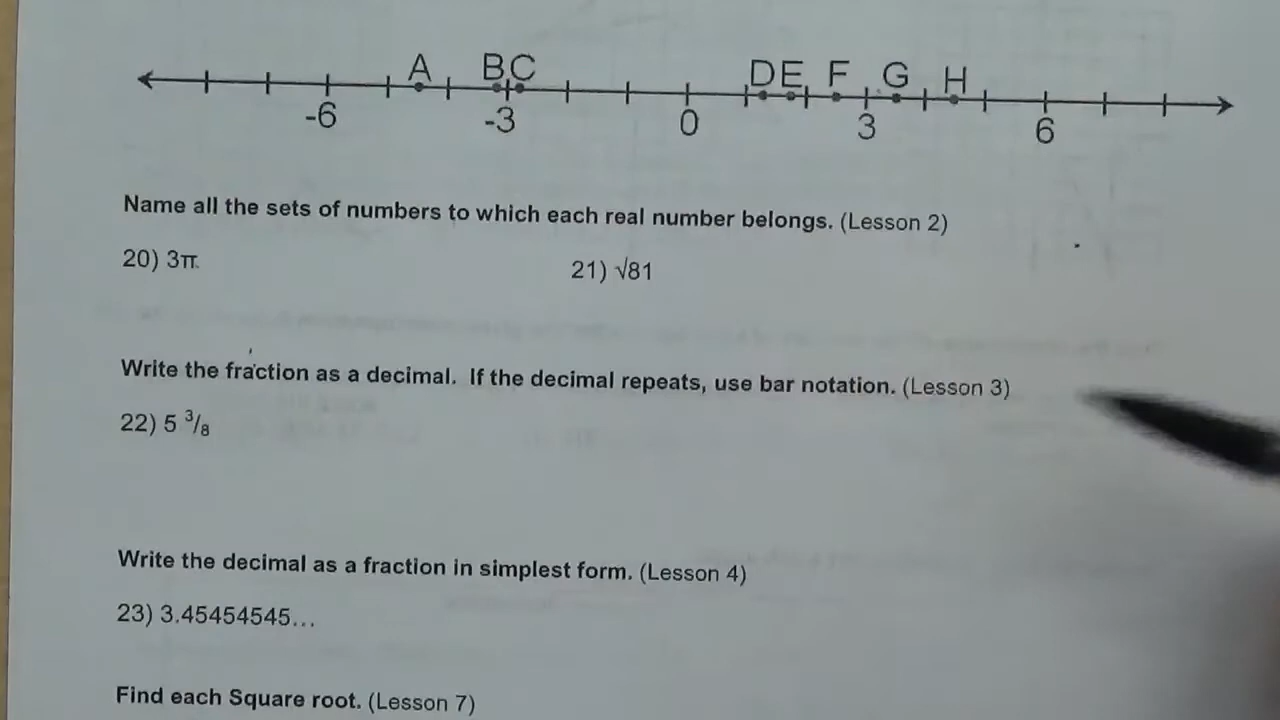 A BC DE F G H
-6 -3 0 3 6
Name all the sets of numbers to which each real number belongs. (Lesson 2)
20) 3π 21) √81
Write the fraction as a decimal. If the decimal repeats, use bar notation. (Lesson 3)
22) 5 3/8
Write the decimal as a fraction in simplest form. (Lesson 4)
23) 3.45454545...
Find each Square root. (Lesson 7)